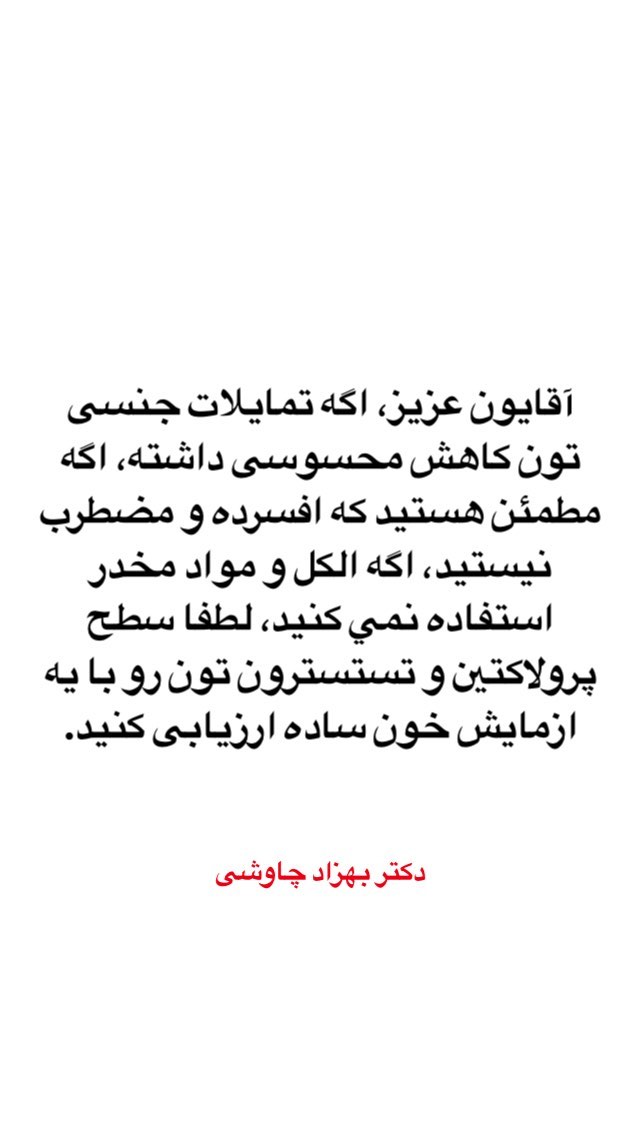 آقایون عزیز، اگه تمایلات جنسی
تون کاهش محسوسی داشته، اگه
مطمئن هستید که افسرده و مضطرب
نیستید، اگه الکل و مواد مخدر
استفاده نمي کنید، لطفا سطح
پرولاکتین و تستسترون تون رو با یه
ازمایش خون ساده ارزیابی کنید.
دکتر بهزاد چاوشی